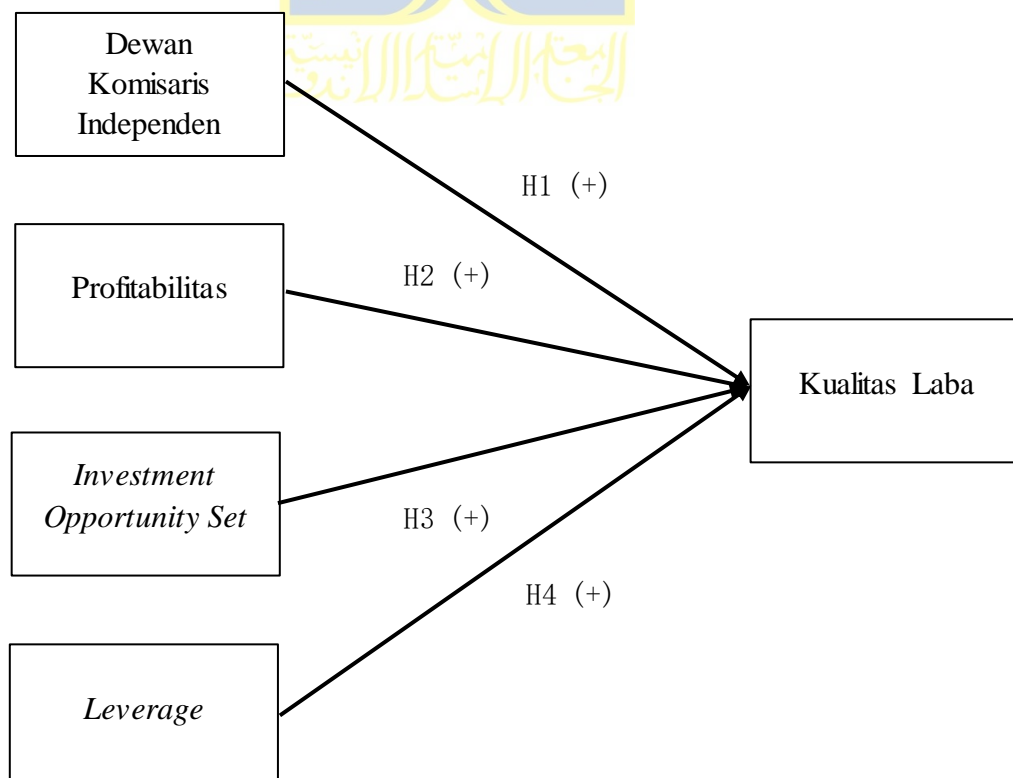 Dewan
Komisaris
Independen
H1 (+)
Profitabilitas
H2 (+)
Kualitas Laba
Investment
Opportunity Set
H3 (+)
H4 (+)
Leverage